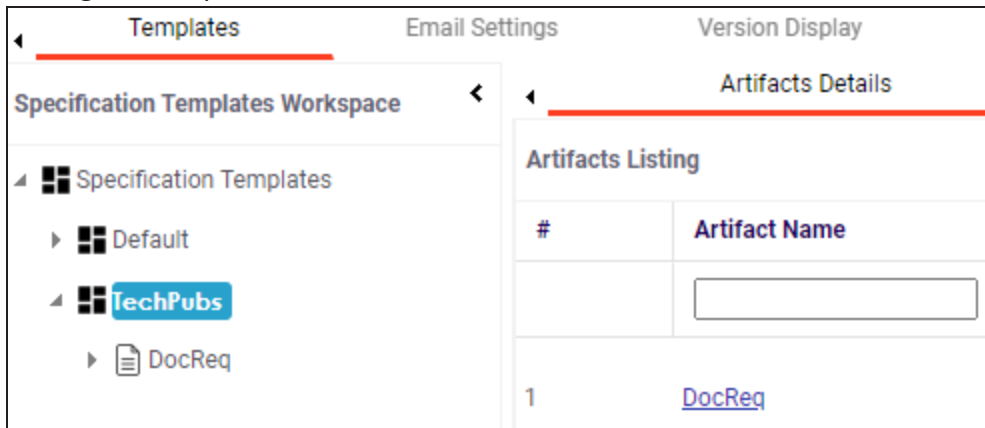 Templates Email Settings Version Display
Specification Templates Workspace
Artifacts Details
Specification Templates
Default
TechPubs
DocReq
Artifacts Listing
# Artifact Name
1 DocReq